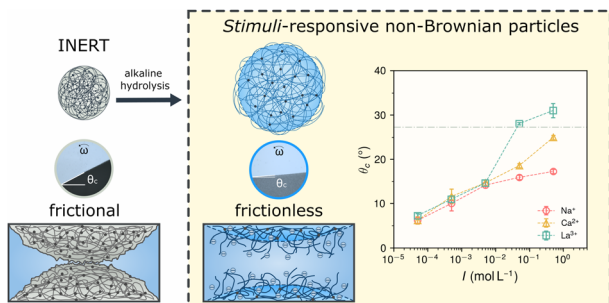 Stimuli-responsive non-Brownian particles
INERT
alkaline
hydrolysis
ω
θc
frictional
ω
θc
frictionless
40
30
20
10
0
θc (°)
10⁻⁵
10⁻⁴
10⁻³
10⁻²
10⁻¹
10⁰
I (mol L⁻¹)
Na⁺
Ca²⁺
La³⁺